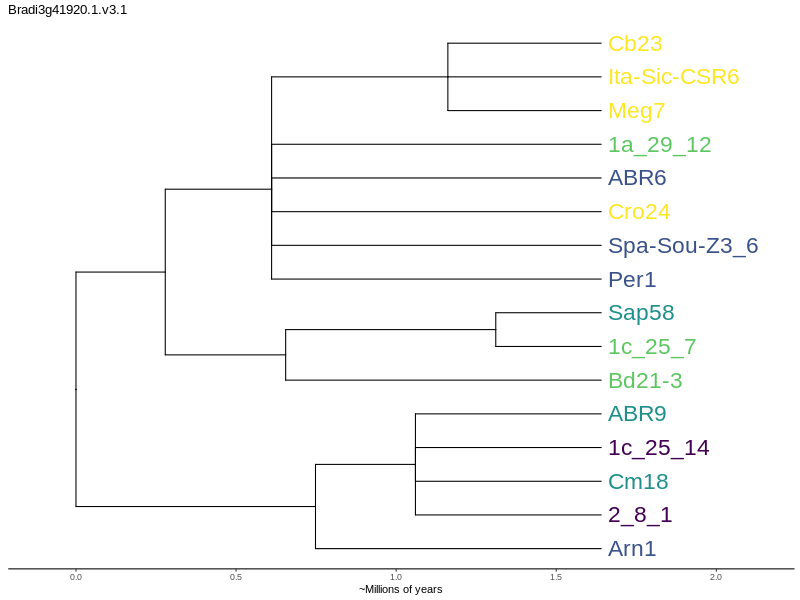 Bradi3g41920.1.v3.1
Cb23
Ita-Sic-CSR6
Meg7
1a_29_12
ABR6
Cro24
Spa-Sou-Z3_6
Per1
Sap58
1c_25_7
Bd21-3
ABR9
1c_25_14
Cm18
2_8_1
Arn1
0.0 0.5 1.0 1.5 2.0
~Millions of years